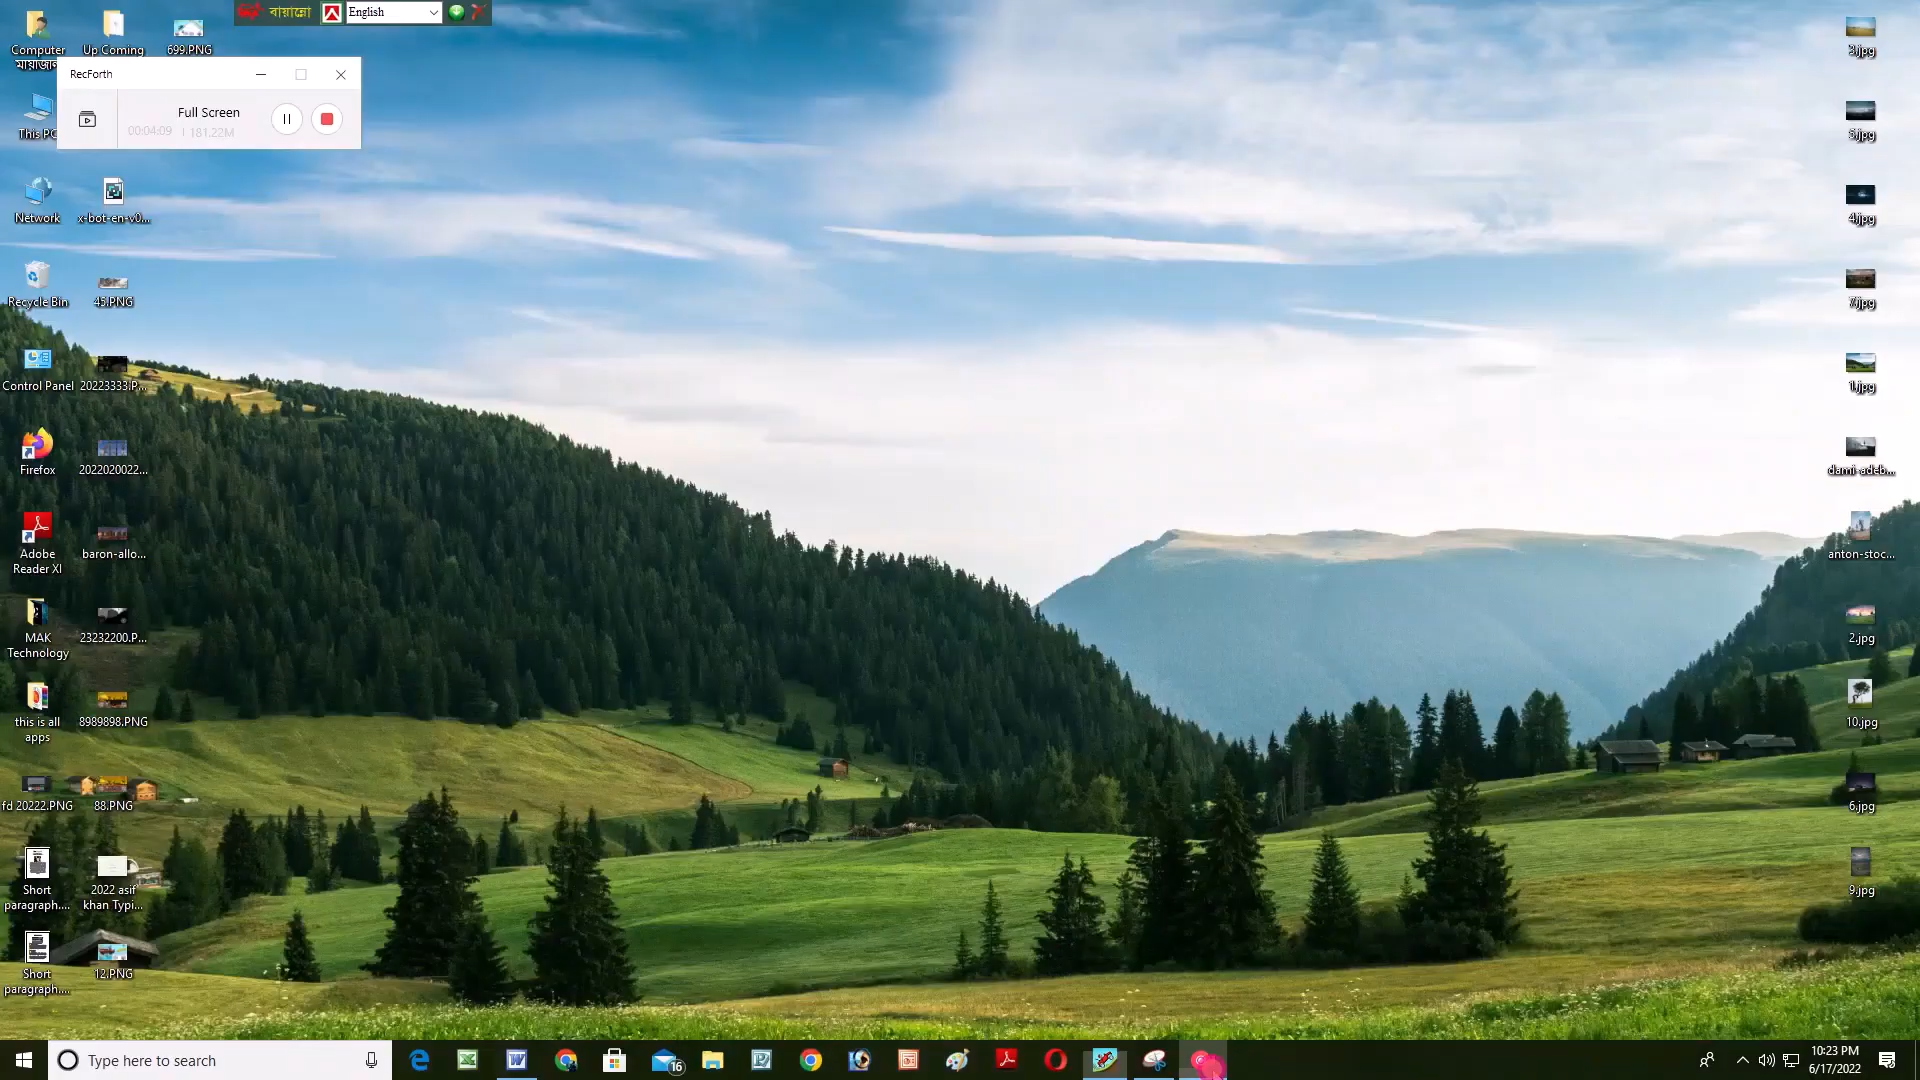 বায়ান্নো
English
Computer
Up Coming
699.PNG
3.jpg
RecForth
Full Screen
00:04:09
181.22M
This PC
5.jpg
Network
x-bot-en-v0...
4.jpg
Recycle Bin
45.PNG
7.jpg
Control Panel
20223333.P...
1.jpg
Firefox
2022020022...
dami-adeb...
Adobe
Reader XI
baron-allo...
anton-stoc...
MAK
Technology
23232200.P...
2.jpg
this is all
apps
8989898.PNG
10.jpg
fd 20222.PNG
88.PNG
6.jpg
Short
paragraph....
2022 asif
khan Typi...
9.jpg
Short
paragraph....
12.PNG
Type here to search
16
10:23 PM
6/17/2022